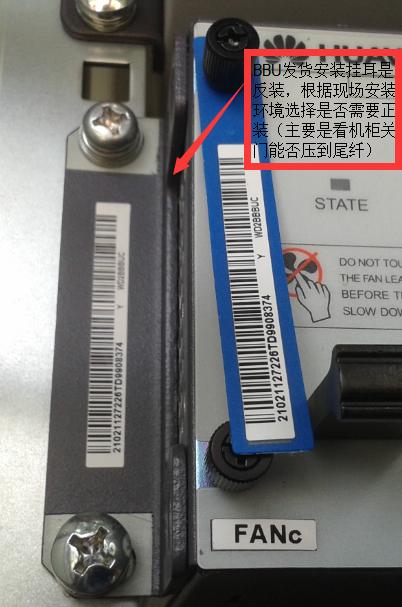 HUAW
BBU发货安装挂耳是
反装，根据现场安装
环境选择是否需要正
装（主要是看机柜关
门能否压到尾纤）
STATE
DO NOT TOU
THE FAN LEA
BEFORE TH
SLOW DOW
Y WD2BBBUC
21021127226TD9908374
Y WD2BBBUC
21021127226TD9908374
FANc